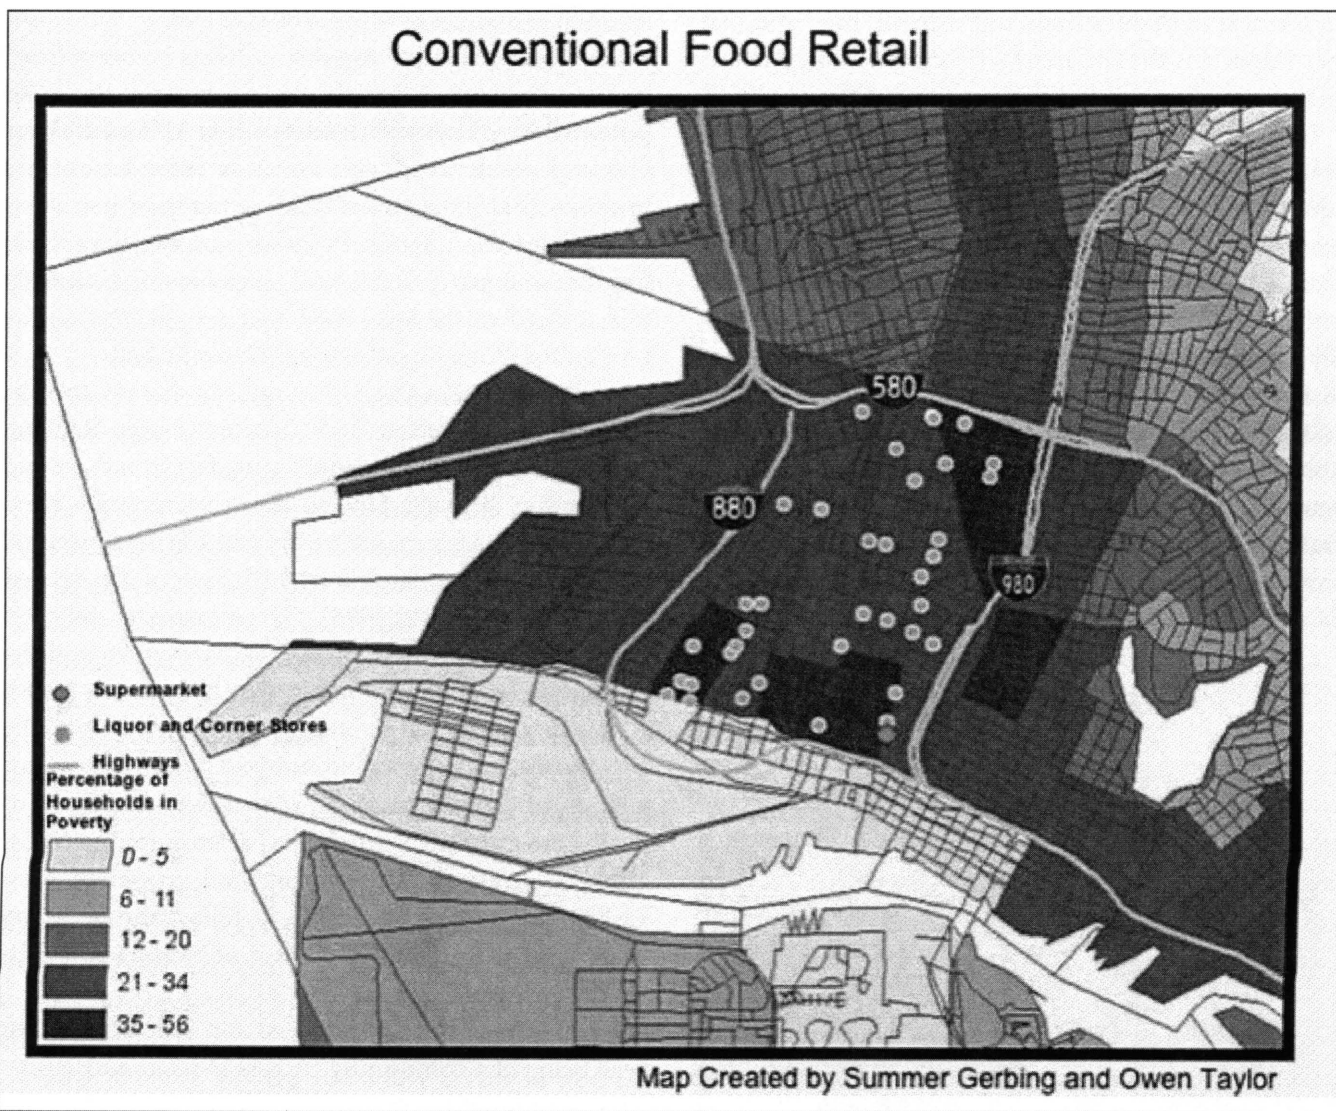 Conventional Food Retail
580
880
980
Supermarket
Liquor and Corner Stores
Highways
Percentage of
Households in
Poverty
0 - 5
6 - 11
12 - 20
21 - 34
35 - 56
Map Created by Summer Gerbing and Owen Taylor